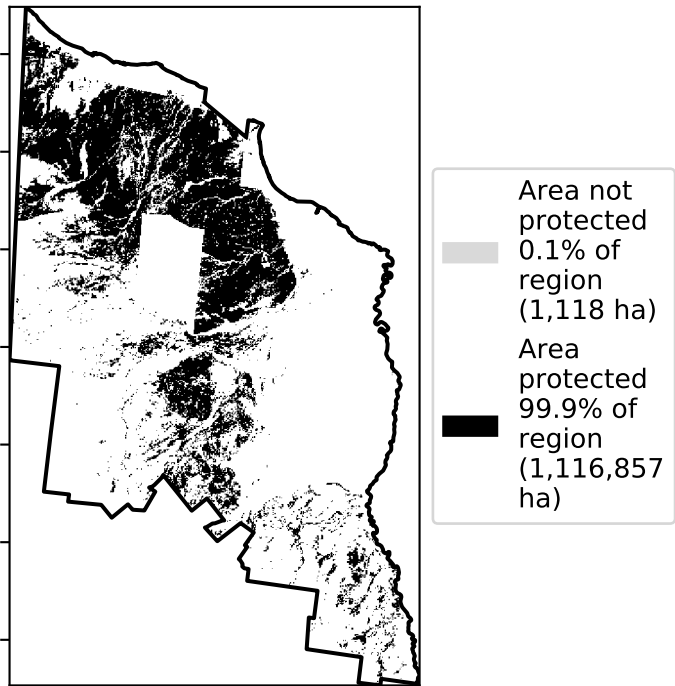 Area not
protected
0.1% of
region
(1,118 ha)
Area
protected
99.9% of
region
(1,116,857
ha)